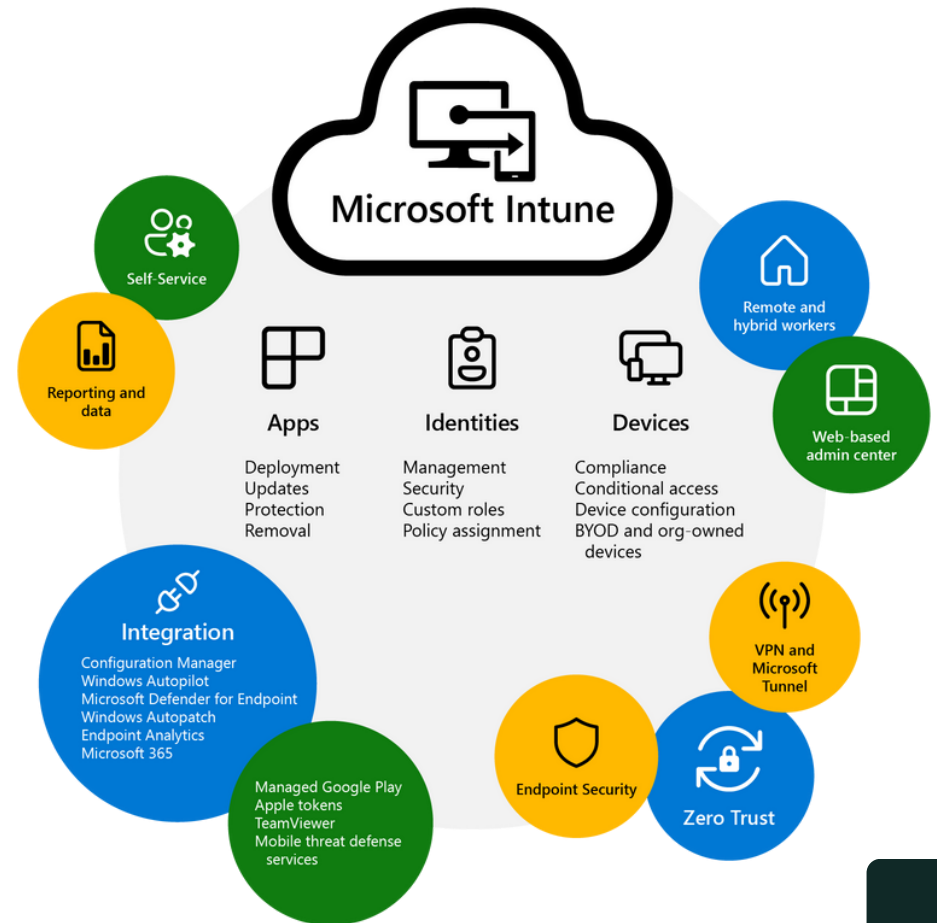 Microsoft Intune
Self-Service
Reporting and
data
Remote and
hybrid workers
Web-based
admin center
Apps
Deployment
Updates
Protection
Removal
Identities
Management
Security
Custom roles
Policy assignment
Devices
Compliance
Conditional access
Device configuration
BYOD and org-owned
devices
Integration
Configuration Manager
Windows Autopilot
Microsoft Defender for Endpoint
Windows Autopatch
Endpoint Analytics
Microsoft 365
Managed Google Play
Apple tokens
TeamViewer
Mobile threat defense
services
Endpoint Security
Zero Trust
VPN and
Microsoft
Tunnel